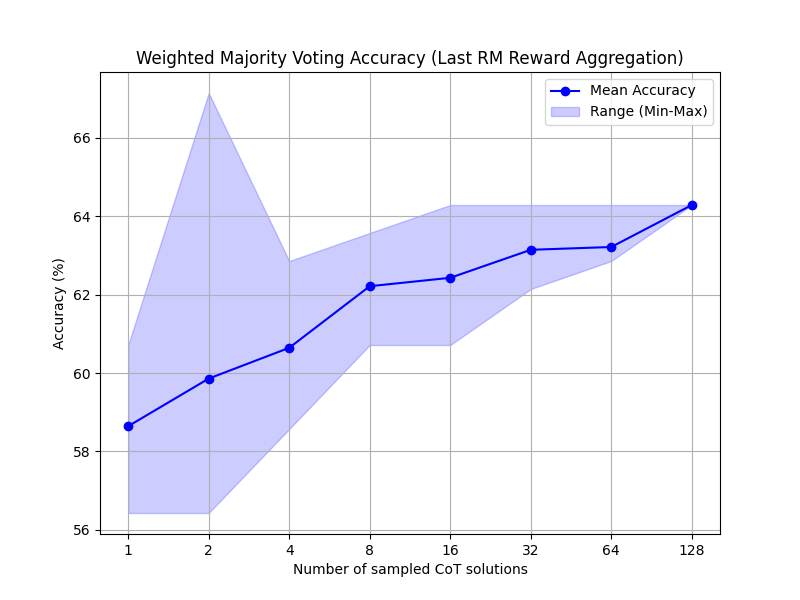 Weighted Majority Voting Accuracy (Last RM Reward Aggregation)
Mean Accuracy
Range (Min-Max)
66
64
62
60
58
56
Accuracy (%)
1 2 4 8 16 32 64 128
Number of sampled CoT solutions